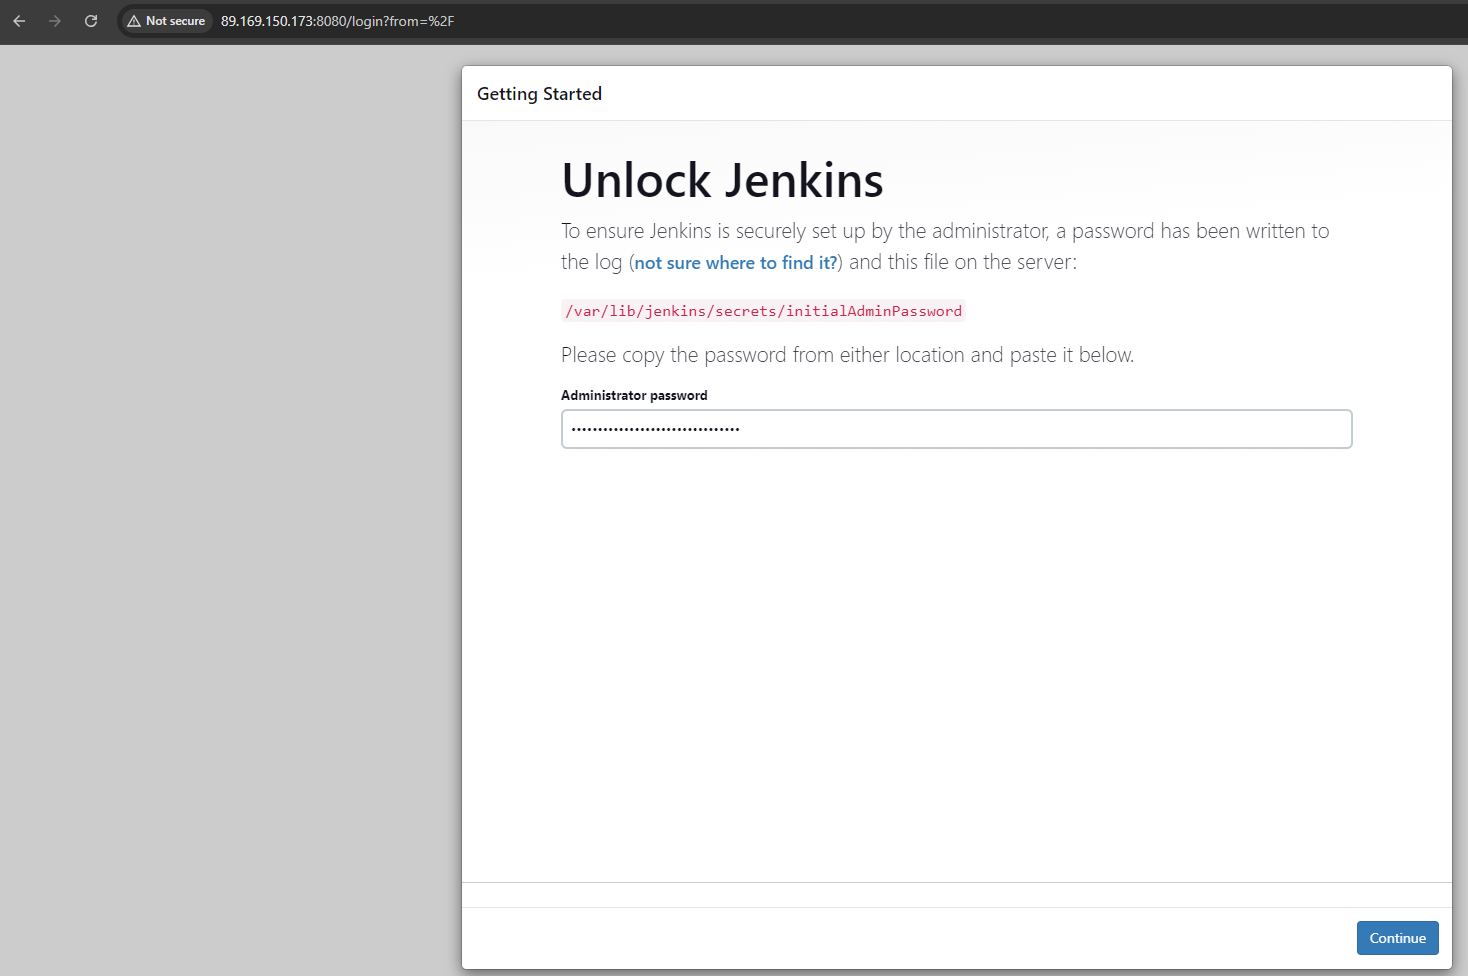 Not secure 89.169.150.173:8080/login?from=%2F
Getting Started
Unlock Jenkins
To ensure Jenkins is securely set up by the administrator, a password has been written to
the log (not sure where to find it?) and this file on the server:
/var/lib/jenkins/secrets/initialAdminPassword
Please copy the password from either location and paste it below.
Administrator password
••••••••••••••••••••••••••••••••
Continue